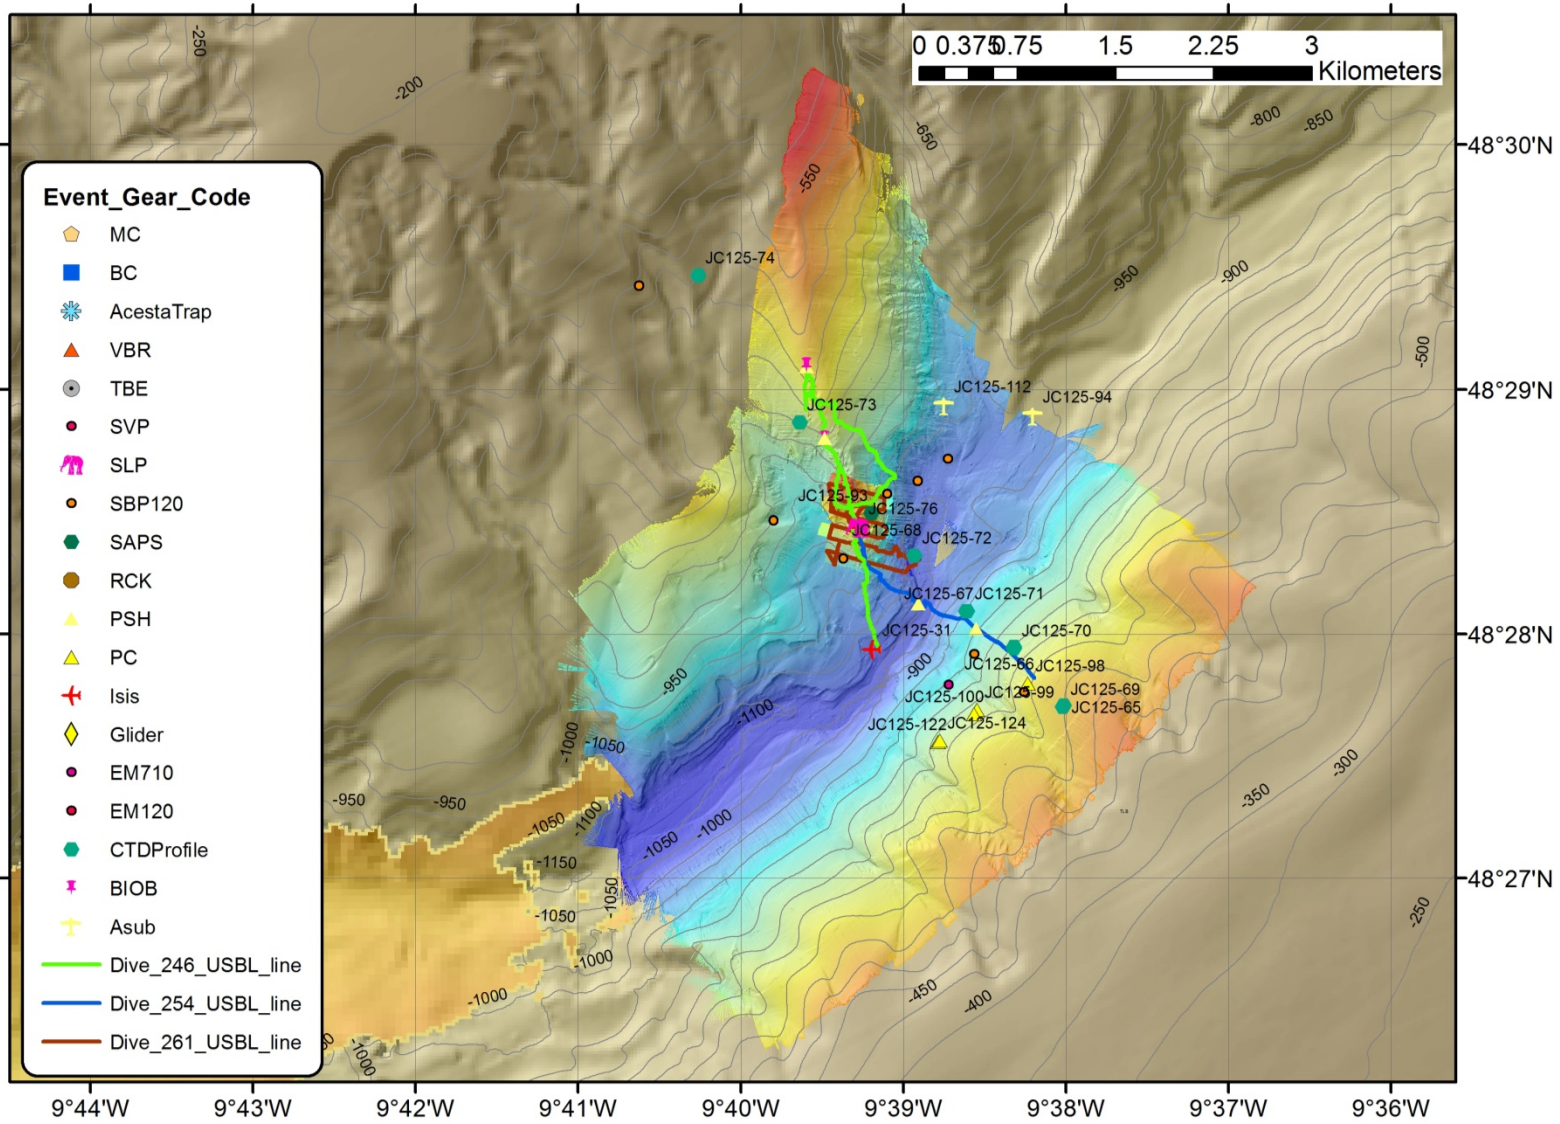 0 0.375 0.75 1.5 2.25 3
Kilometers
-250
-200
-550
-650
-800
-850
-950
-900
-500
48°30'N
48°29'N
48°28'N
48°27'N
Event_Gear_Code
MC
BC
AcestaTrap
VBR
TBE
SVP
SLP
SBP120
SAPS
RCK
PSH
PC
Isis
Glider
EM710
EM120
CTDProfile
BIOB
Asub
Dive_246_USBL_line
Dive_254_USBL_line
Dive_261_USBL_line
JC125-74
JC125-112
JC125-94
JC125-73
JC125-93
JC125-76
JC125-68
JC125-72
JC125-67
JC125-71
JC125-31
JC125-70
JC125-66
JC125-98
JC125-100
JC125-99
JC125-69
JC125-65
JC125-122
JC125-124
-900
-950
-1100
-1000
-1050
-950
-950
-1050
-1100
-1050
-1000
-1150
-1050
-1050
-1000
-1000
-1000
-300
-350
-250
-450
-400
9°44'W
9°43'W
9°42'W
9°41'W
9°40'W
9°39'W
9°38'W
9°37'W
9°36'W